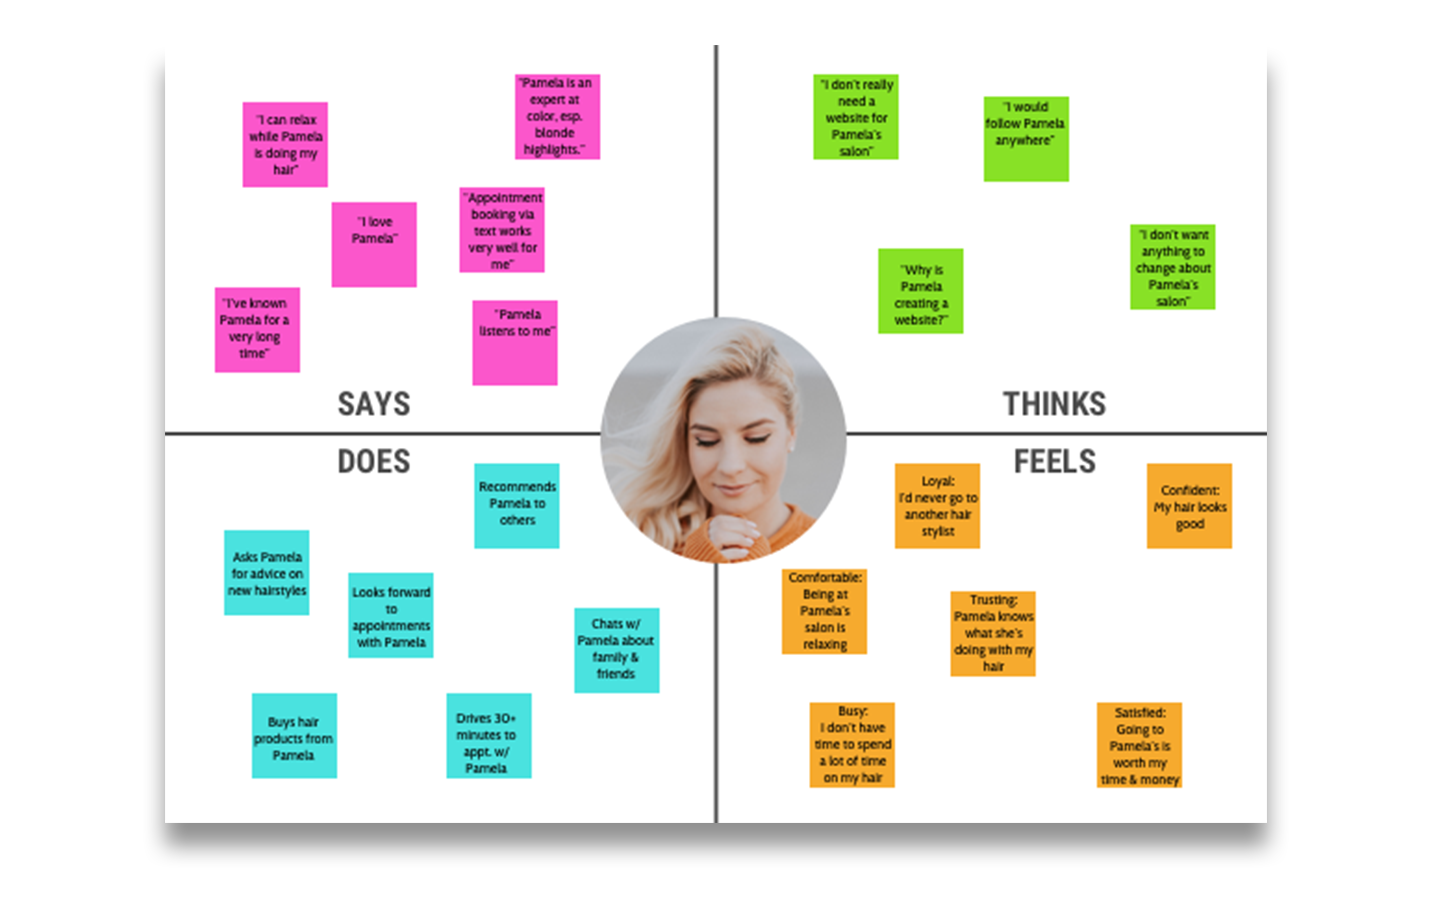 "I can relax
while Pamela
is doing my
hair"
"Pamela is an
expert at
color, esp.
blonde
highlights."
"I love
Pamela"
"Appointment
booking via
text works
very well for
me"
"I've known
Pamela for a
very long
time"
"Pamela
listens to me"
SAYS
"I don't really
need a
website for
Pamela's
salon"
"I would
follow Pamela
anywhere"
"Why is
Pamela
creating a
website?"
"I don't want
anything to
change about
Pamela's
salon"
THINKS
DOES
Recommends
Pamela to
others
Asks Pamela
for advice on
new hairstyles
Looks forward
to
appointments
with Pamela
Chats w/
Pamela about
family &
friends
Buys hair
products from
Pamela
Drives 30+
minutes to
appt. w/
Pamela
FEELS
Loyal:
I'd never go to
another hair
stylist
Confident:
My hair looks
good
Comfortable:
Being at
Pamela's
salon is
relaxing
Trusting:
Pamela knows
what she's
doing with my
hair
Busy:
I don't have
time to spend
a lot of time
on my hair
Satisfied:
Going to
Pamela's is
worth my
time & money